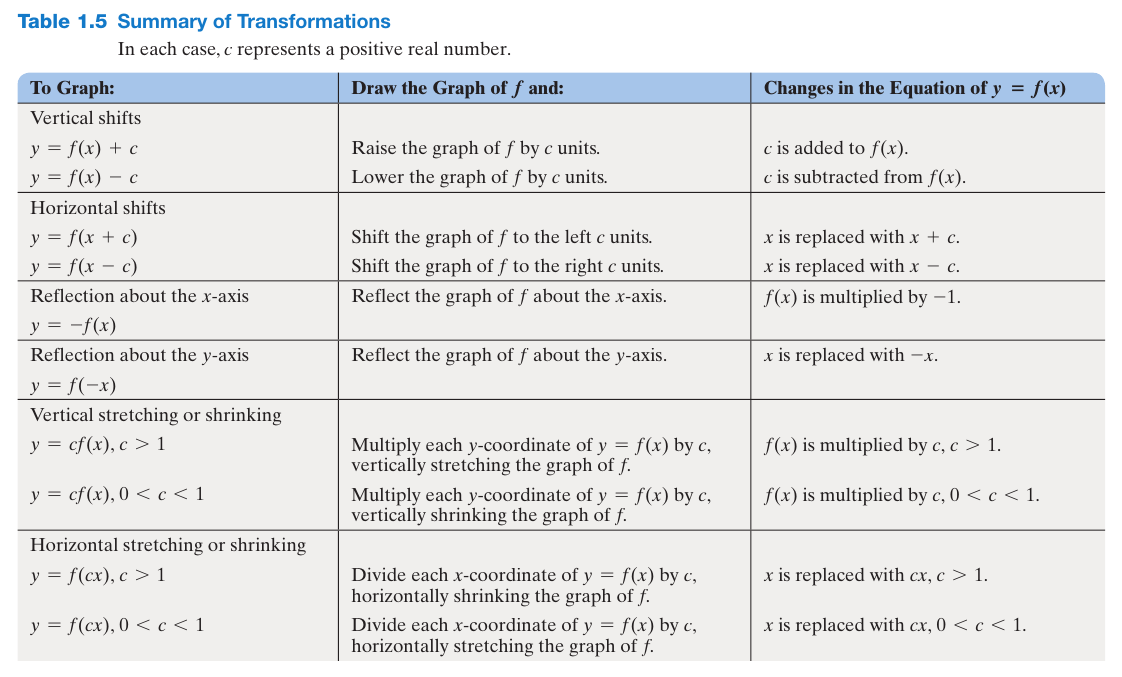 Table 1.5 Summary of Transformations
In each case, c represents a positive real number.
To Graph: Draw the Graph of f and: Changes in the Equation of y = f(x)
Vertical shifts
y = f(x) + c Raise the graph of f by c units. c is added to f(x).
y = f(x) − c Lower the graph of f by c units. c is subtracted from f(x).
Horizontal shifts
y = f(x + c) Shift the graph of f to the left c units. x is replaced with x + c.
y = f(x − c) Shift the graph of f to the right c units. x is replaced with x − c.
Reflection about the x-axis Reflect the graph of f about the x-axis. f(x) is multiplied by −1.
y = −f(x)
Reflection about the y-axis Reflect the graph of f about the y-axis. x is replaced with −x.
y = f(−x)
Vertical stretching or shrinking
y = cf(x), c > 1 Multiply each y-coordinate of y = f(x) by c, f(x) is multiplied by c, c > 1.
vertically stretching the graph of f.
y = cf(x), 0 < c < 1 Multiply each y-coordinate of y = f(x) by c, f(x) is multiplied by c, 0 < c < 1.
vertically shrinking the graph of f.
Horizontal stretching or shrinking
y = f(cx), c > 1 Divide each x-coordinate of y = f(x) by c, x is replaced with cx, c > 1.
horizontally shrinking the graph of f.
y = f(cx), 0 < c < 1 Divide each x-coordinate of y = f(x) by c, x is replaced with cx, 0 < c < 1.
horizontally stretching the graph of f.